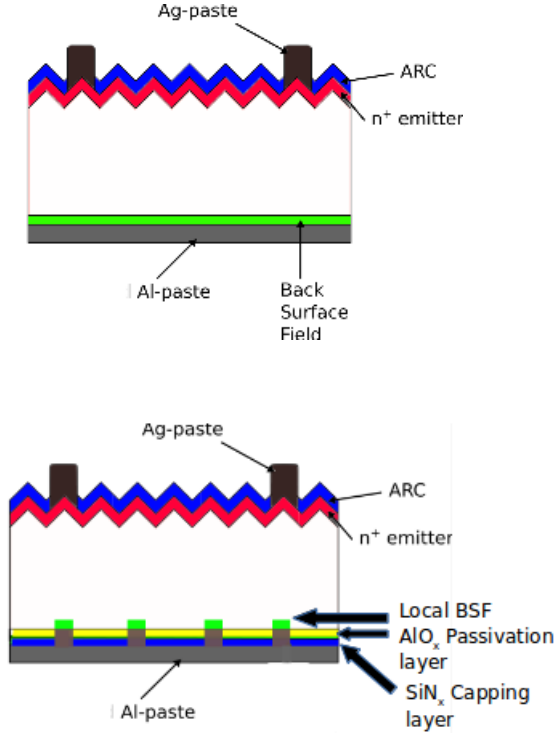 Ag-paste
ARC
n⁺ emitter
Al-paste
Back
Surface
Field
Ag-paste
ARC
n⁺ emitter
Local BSF
AlOₓ Passivation
layer
SiNₓ Capping
layer
Al-paste